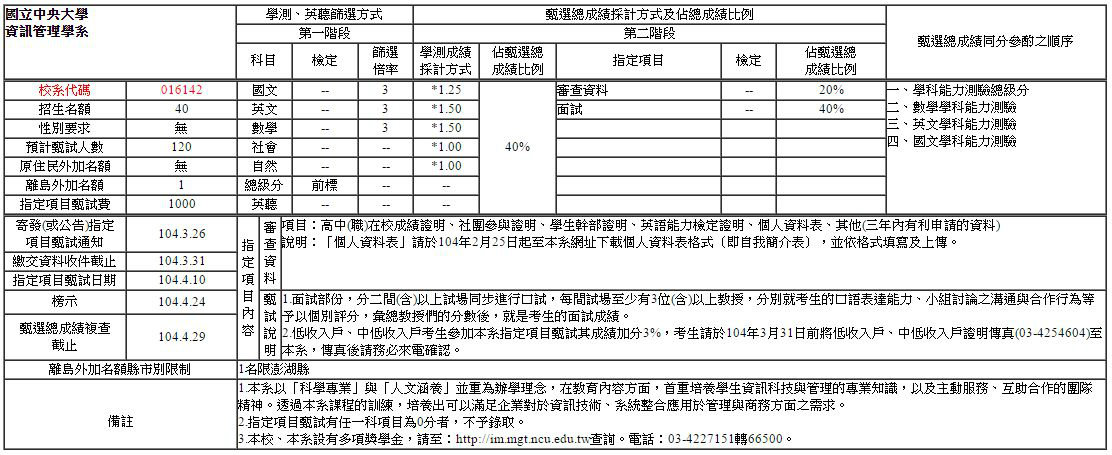 國立中央大學
資訊管理學系
學測、英聽篩選方式
甄選總成績採計方式及佔總成績比例
甄選總成績同分參酌之順序
第一階段
第二階段
科目 檢定 篩選倍率 學測成績採計方式 佔甄選總成績比例 指定項目 檢定 佔甄選總成績比例
校系代碼 016142 國文 -- 3 *1.25 40% 審查資料 -- 20% 一、學科能力測驗總級分
招生名額 40 英文 -- 3 *1.50 面試 -- 40% 二、數學學科能力測驗
性別要求 無 數學 -- 3 *1.50 三、英文學科能力測驗
預計甄試人數 120 社會 -- -- *1.00 四、國文學科能力測驗
原住民外加名額 無 自然 -- -- *1.00
離島外加名額 1 總級分 前標 -- --
指定項目甄試費 1000 英聽 -- -- --
寄發(或公告)指定項目甄試通知 104.3.26
繳交資料收件截止 104.3.31
指定項目甄試日期 104.4.10
榜示 104.4.24
甄選總成績複查截止 104.4.29
指定項目內容
審查資料
項目：高中(職)在校成績證明、社團參與證明、學生幹部證明、英語能力檢定證明、個人資料表、其他(三年內有利申請的資料)
說明：「個人資料表」請於104年2月25日起至本系網址下載個人資料表格式〔即自我簡介表〕，並依格式填寫及上傳。
甄試說明
1.面試部份，分二間(含)以上試場同步進行口試，每間試場至少有3位(含)以上教授，分別就考生的口語表達能力、小組討論之溝通與合作行為等
予以個別評分，彙總教授們的分數後，就是考生的面試成績。
2.低收入戶、中低收入戶考生參加本系指定項目甄試其成績加分3%，考生請於104年3月31日前將低收入戶、中低收入戶證明傳真(03-4254604)至
本系，傳真後請務必來電確認。
離島外加名額縣市別限制 1名限澎湖縣
備註
1.本系以「科學專業」與「人文涵養」並重為辦學理念，在教育內容方面，首重培養學生資訊科技與管理的專業知識，以及主動服務、互助合作的團隊
精神。透過本系課程的訓練，培養出可以滿足企業對於資訊技術、系統整合應用於管理與商務方面之需求。
2.指定項目甄試有任一科項目為0分者，不予錄取。
3.本校、本系設有多項獎學金，請至：http://im.mgt.ncu.edu.tw查詢。電話：03-4227151轉66500。